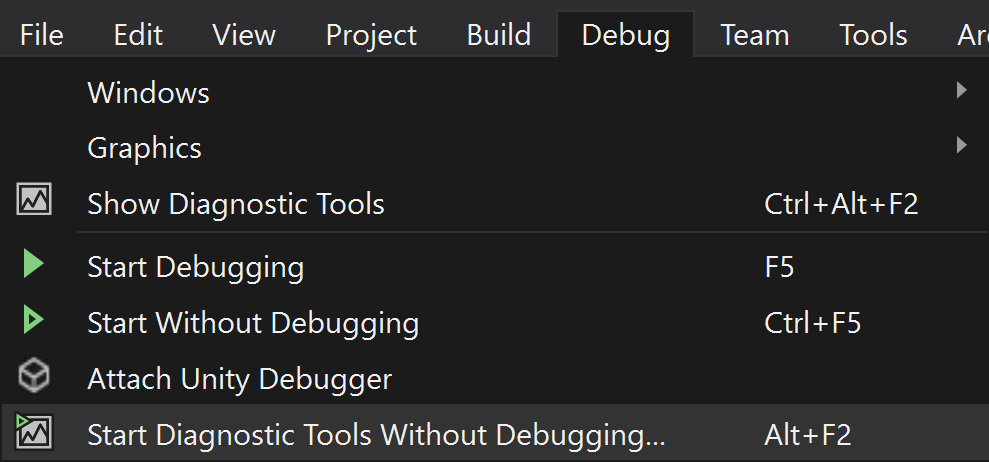 File Edit View Project Build Debug Team Tools
Windows
Graphics
Show Diagnostic Tools Ctrl+Alt+F2
Start Debugging F5
Start Without Debugging Ctrl+F5
Attach Unity Debugger
Start Diagnostic Tools Without Debugging... Alt+F2